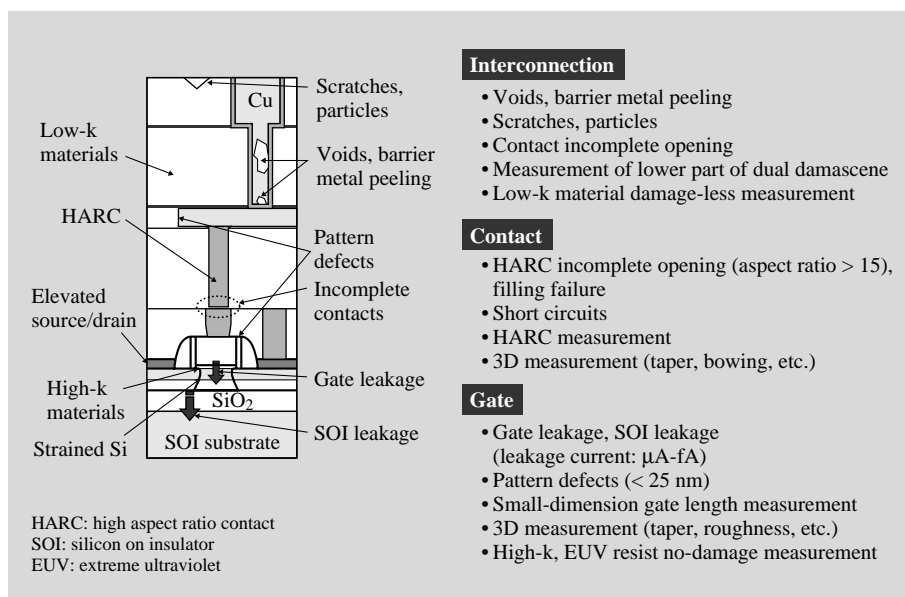 Cu
Scratches,
particles
Low-k
materials
Voids, barrier
metal peeling
HARC
Pattern
defects
Incomplete
contacts
Elevated
source/drain
Gate leakage
High-k
materials
SiO₂
Strained Si
SOI substrate
SOI leakage
HARC: high aspect ratio contact
SOI: silicon on insulator
EUV: extreme ultraviolet
Interconnection
• Voids, barrier metal peeling
• Scratches, particles
• Contact incomplete opening
• Measurement of lower part of dual damascene
• Low-k material damage-less measurement
Contact
• HARC incomplete opening (aspect ratio > 15),
filling failure
• Short circuits
• HARC measurement
• 3D measurement (taper, bowing, etc.)
Gate
• Gate leakage, SOI leakage
(leakage current: μA-fA)
• Pattern defects (< 25 nm)
• Small-dimension gate length measurement
• 3D measurement (taper, roughness, etc.)
• High-k, EUV resist no-damage measurement